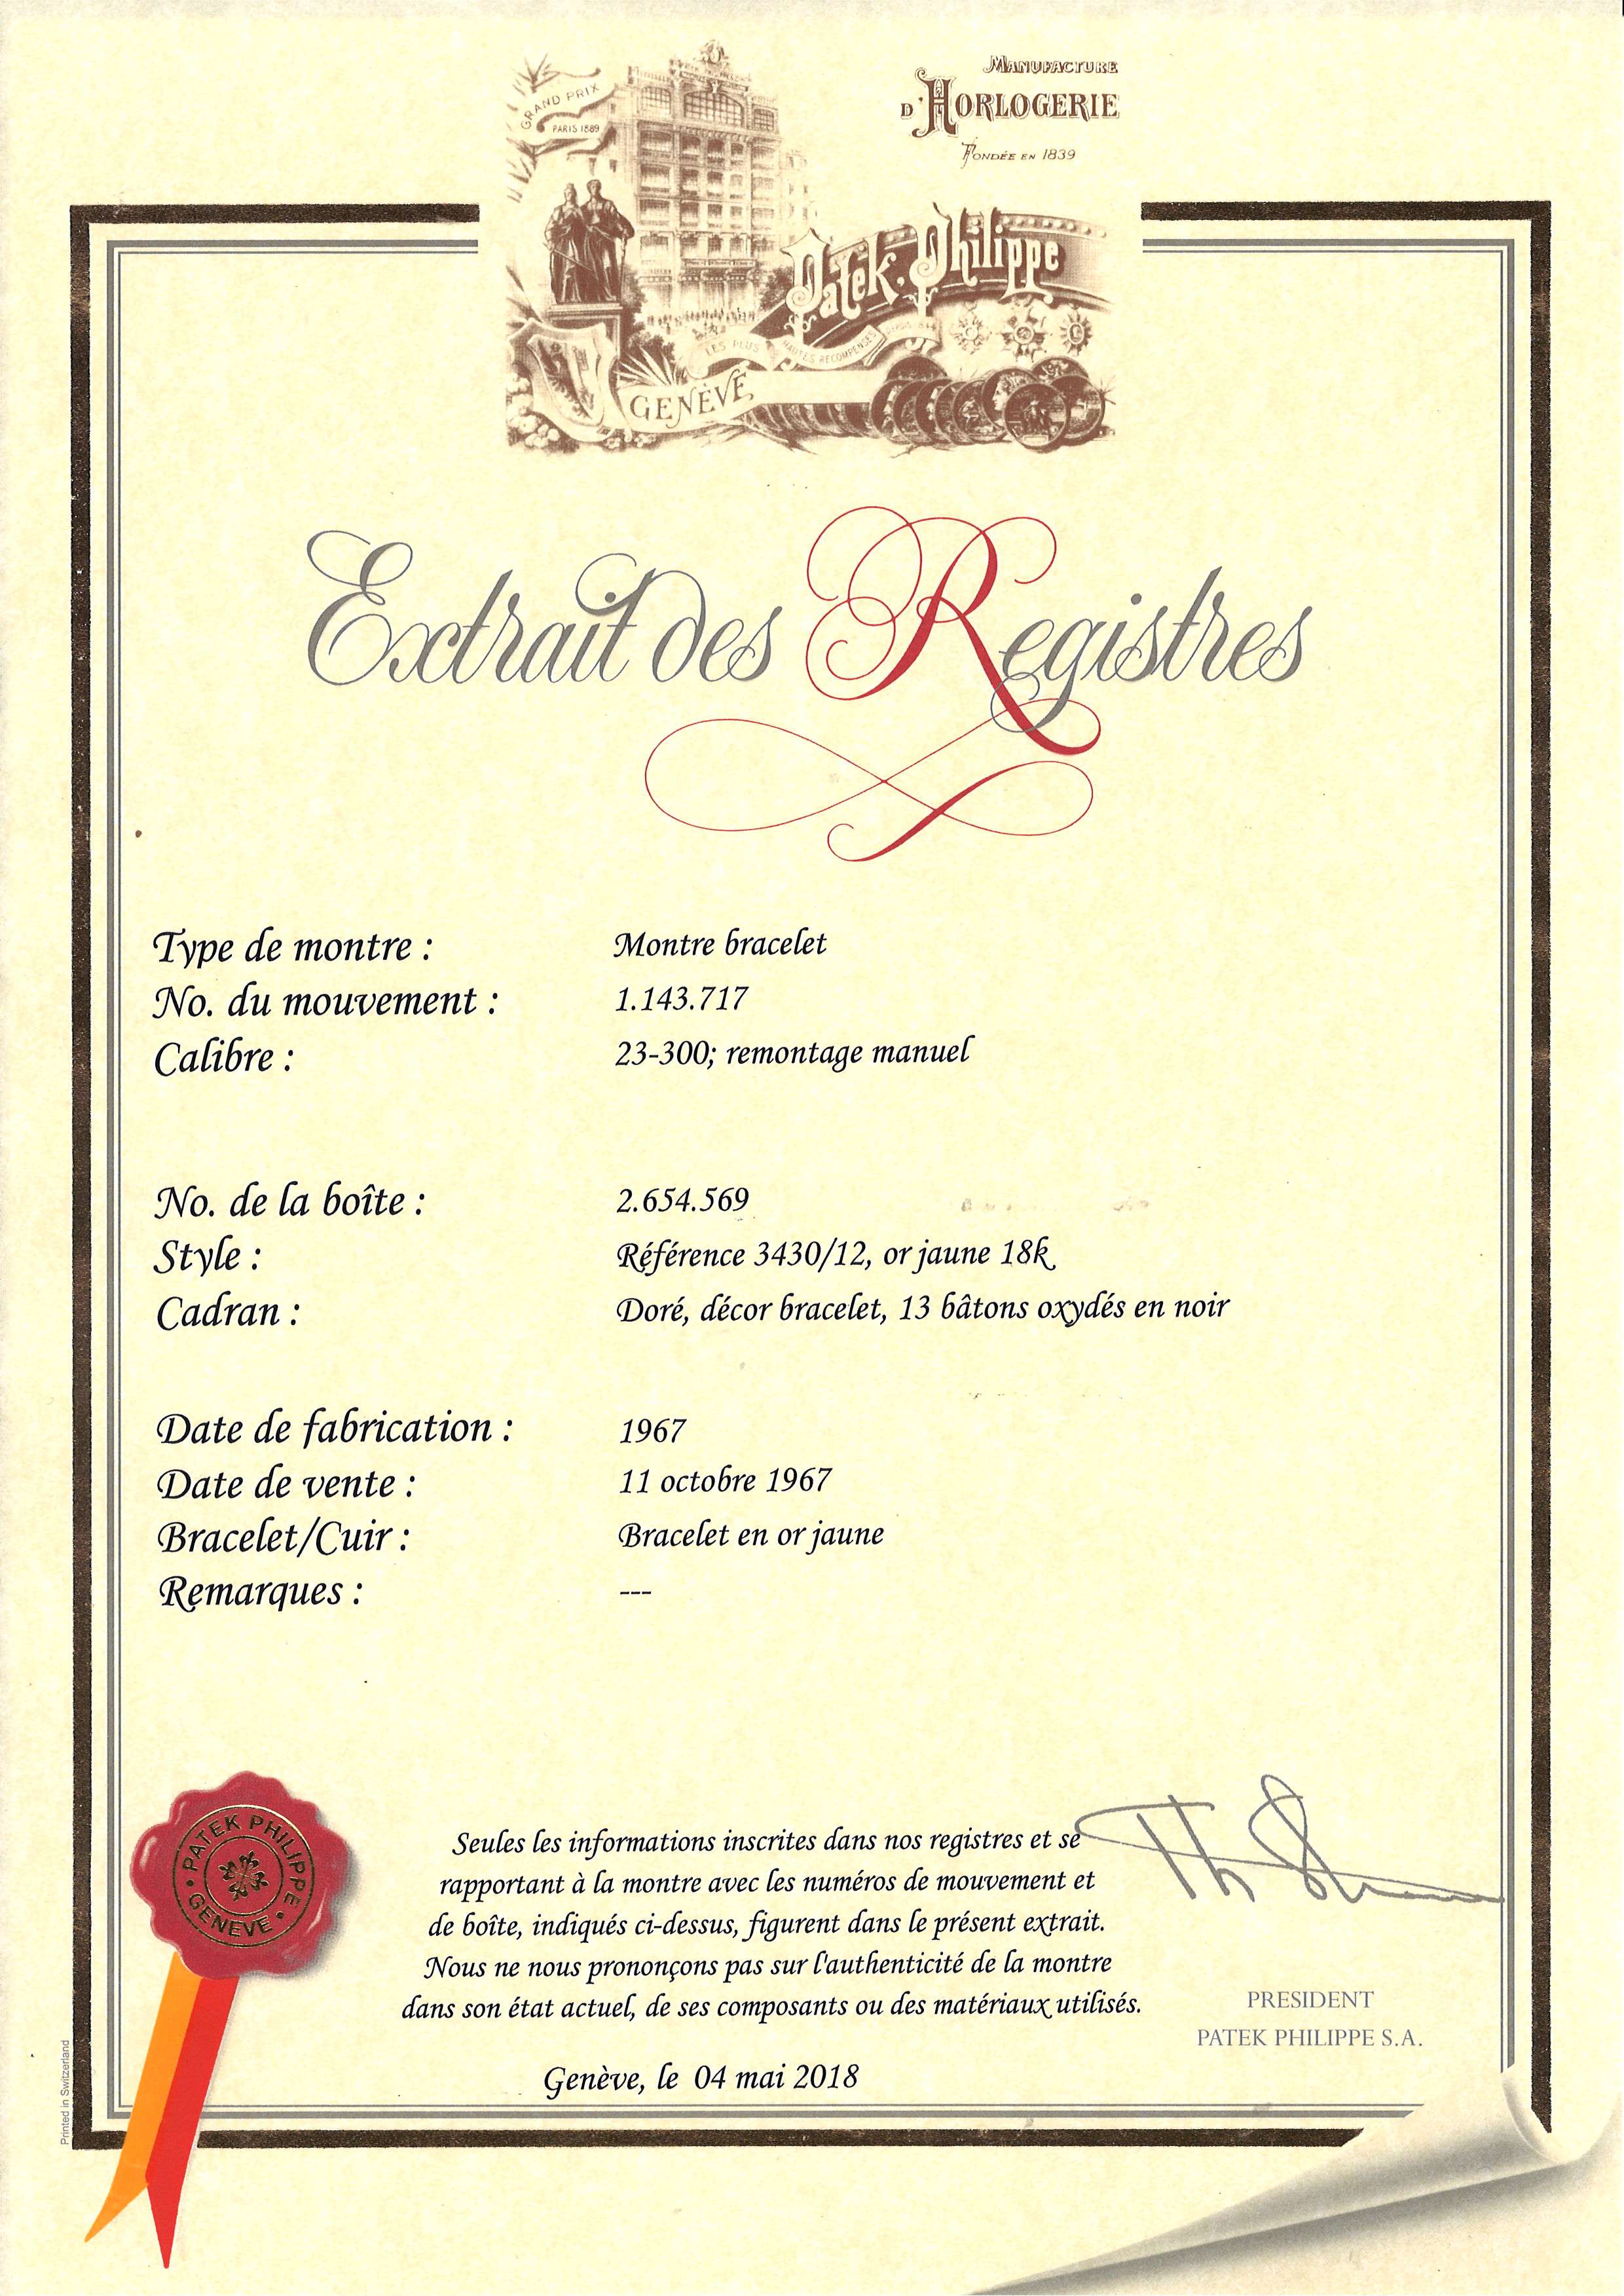 GRAND PRIX
PARIS 1889
MANUFACTURE
D'HORLOGERIE
FONDÉE EN 1839
Patek. Philippe
LES PLUS HAUTES RECOMPENSES
GENÈVE
Extrait des Registres
Type de montre : Montre bracelet
No. du mouvement : 1.143.717
Calibre : 23-300; remontage manuel
No. de la boîte : 2.654.569
Style : Référence 3430/12, or jaune 18k
Cadran : Doré, décor bracelet, 13 bâtons oxydés en noir
Date de fabrication : 1967
Date de vente : 11 octobre 1967
Bracelet/Cuir : Bracelet en or jaune
Remarques : ---
PATEK PHILIPPE
GENEVE
Seules les informations inscrites dans nos registres et se
rapportant à la montre avec les numéros de mouvement et
de boîte, indiqués ci-dessus, figurent dans le présent extrait.
Nous ne nous prononçons pas sur l'authenticité de la montre
dans son état actuel, de ses composants ou des matériaux utilisés.
PRESIDENT
PATEK PHILIPPE S.A.
Genève, le 04 mai 2018
Printed in Switzerland